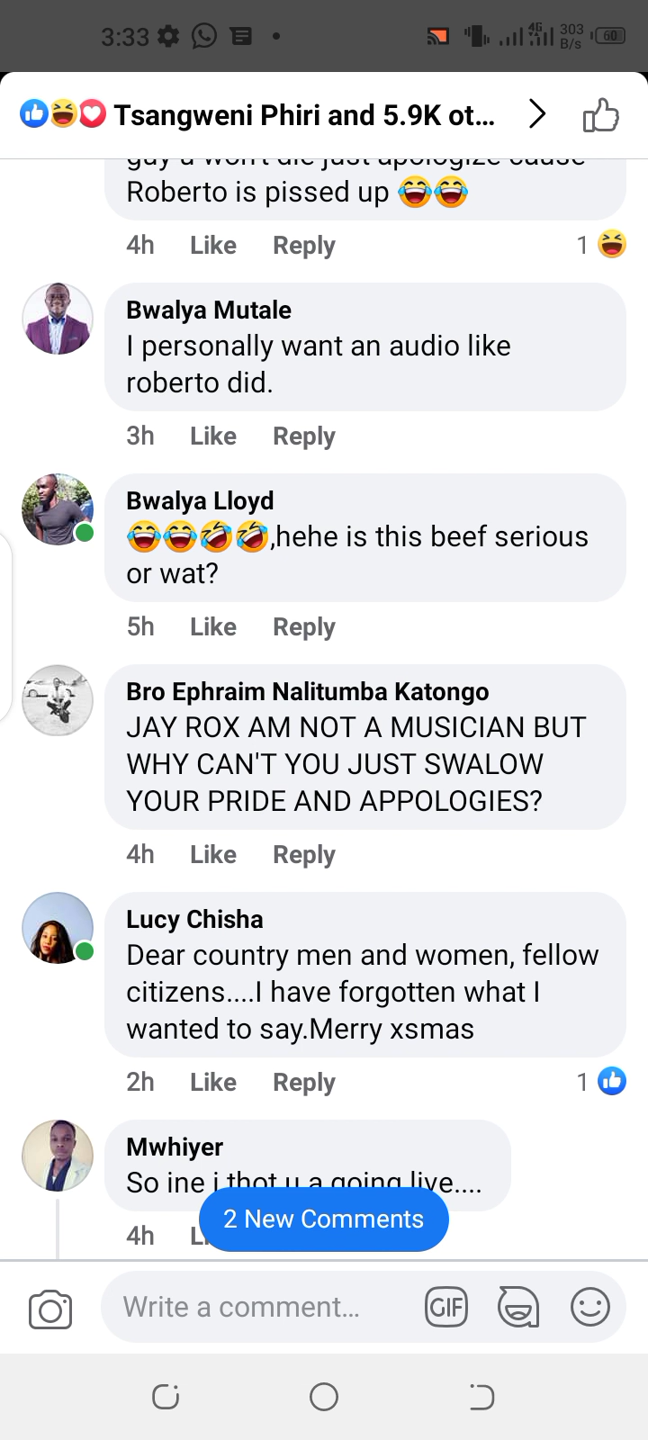 3:33
4G
303
B/s
60
Tsangweni Phiri and 5.9K ot...
guy u won't die just apologize cause
Roberto is pissed up 😂😂
4h Like Reply 1
Bwalya Mutale
I personally want an audio like
roberto did.
3h Like Reply
Bwalya Lloyd
😂😂🤣🤣,hehe is this beef serious
or wat?
5h Like Reply
Bro Ephraim Nalitumba Katongo
JAY ROX AM NOT A MUSICIAN BUT
WHY CAN'T YOU JUST SWALOW
YOUR PRIDE AND APPOLOGIES?
4h Like Reply
Lucy Chisha
Dear country men and women, fellow
citizens....I have forgotten what I
wanted to say.Merry xsmas
2h Like Reply 1
Mwhiyer
So ine i thot u a going live....
2 New Comments
4h
Write a comment...
GIF